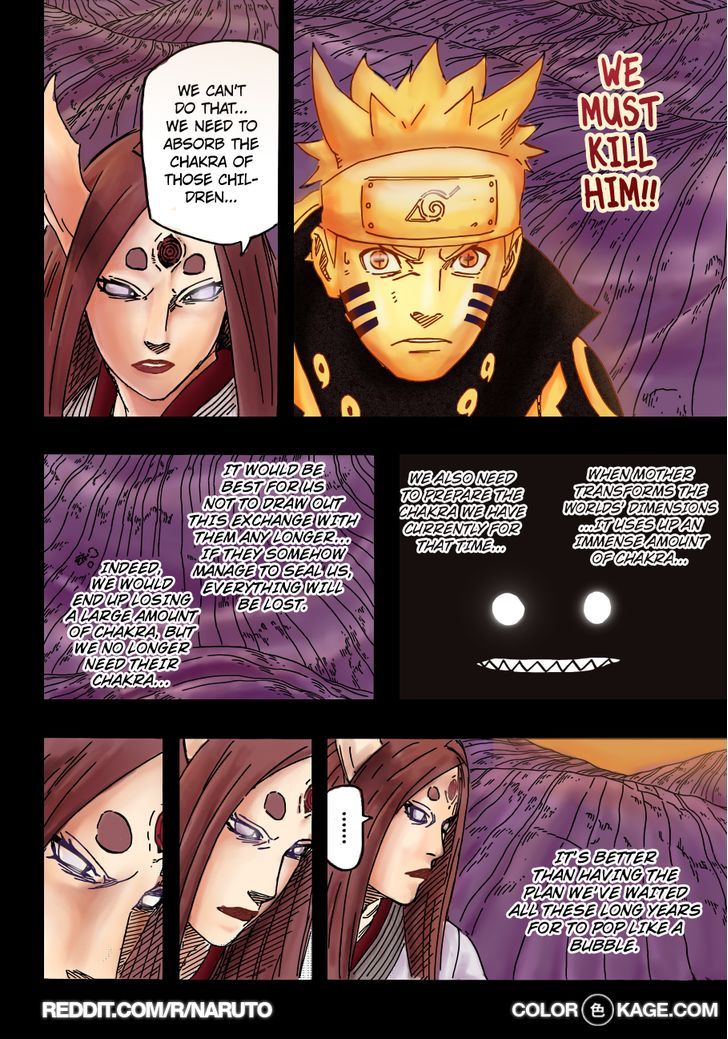 WE
MUST
KILL
HIM!!
WE CAN'T
DO THAT...
WE NEED TO
ABSORB THE
CHAKRA OF
THOSE CHIL-
DREN...
WHEN MOTHER
TRANSFORMS THE
WORLDS' DIMENSIONS
...IT USES UP AN
IMMENSE AMOUNT
OF CHAKRA...
WE ALSO NEED
TO PREPARE THE
CHAKRA WE HAVE
CURRENTLY FOR
THAT TIME...
IT WOULD BE
BEST FOR US
NOT TO DRAW OUT
THIS EXCHANGE WITH
THEM ANY LONGER...
IF THEY SOMEHOW
MANAGE TO SEAL US,
EVERYTHING WILL
BE LOST.
INDEED,
WE WOULD
END UP LOSING
A LARGE AMOUNT
OF CHAKRA, BUT
WE NO LONGER
NEED THEIR
CHAKRA...
IT'S BETTER
THAN HAVING THE
PLAN WE'VE WAITED
ALL THESE LONG YEARS
FOR TO POP LIKE A
BUBBLE.
......
REDDIT.COM/R/NARUTO
COLOR 色 KAGE.COM